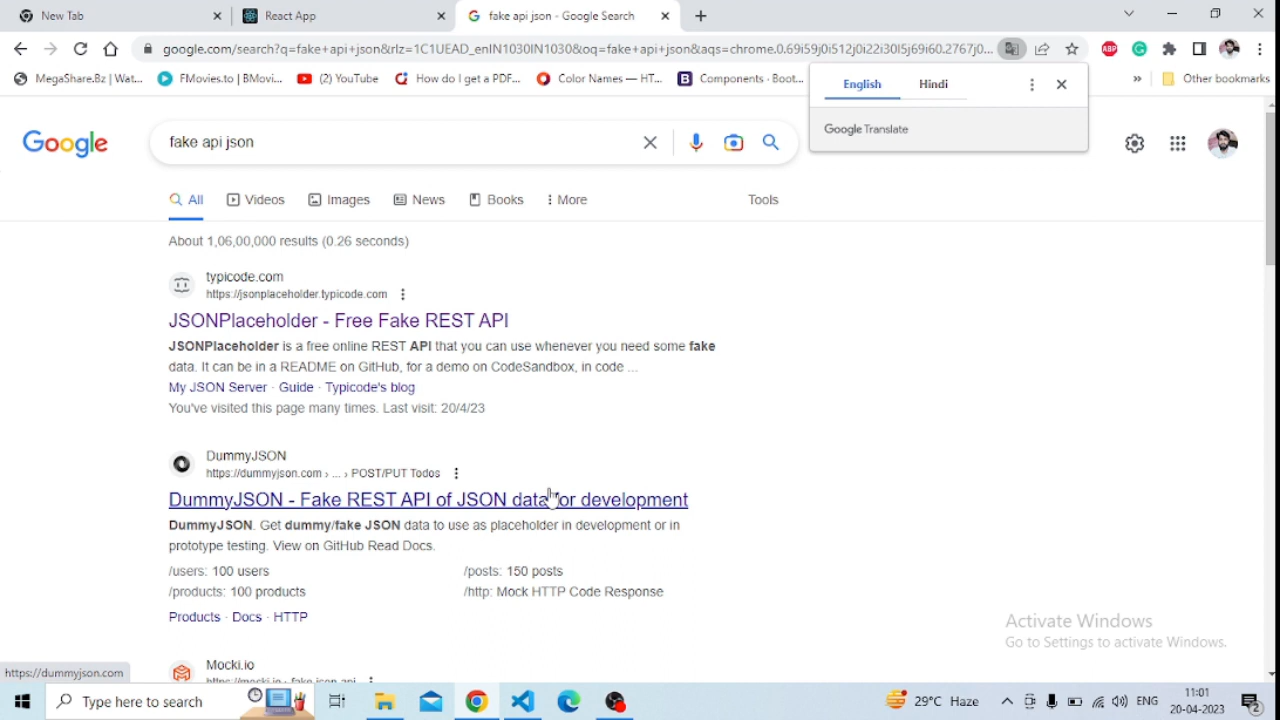 New Tab
React App
fake api json - Google Search
google.com/search?q=fake+api+json&rlz=1C1UEAD_enIN1030IN1030&oq=fake+api+json&aqs=chrome.0.69i59j0i512j0i22i30l5j69i60.2767j0...
ABP
MegaShare.Bz | Wat...
FMovies.to | BMovi...
(2) YouTube
How do I get a PDF...
Color Names — HT...
B
Components · Boot...
»
Other bookmarks
English
Hindi
Google Translate
Google
fake api json
All
Videos
Images
News
Books
More
Tools
About 1,06,00,000 results (0.26 seconds)
typicode.com
https://jsonplaceholder.typicode.com
JSONPlaceholder - Free Fake REST API
JSONPlaceholder is a free online REST API that you can use whenever you need some fake
data. It can be in a README on GitHub, for a demo on CodeSandbox, in code ...
My JSON Server · Guide · Typicode's blog
You've visited this page many times. Last visit: 20/4/23
DummyJSON
https://dummyjson.com › ... › POST/PUT Todos
DummyJSON - Fake REST API of JSON data for development
DummyJSON. Get dummy/fake JSON data to use as placeholder in development or in
prototype testing. View on GitHub Read Docs.
/users: 100 users
/posts: 150 posts
/products: 100 products
/http: Mock HTTP Code Response
Products · Docs · HTTP
Activate Windows
Go to Settings to activate Windows.
Mocki.io
https://mocki.io › fake-json-api
https://dummyjson.com
Type here to search
29°C Haze
ENG
11:01
20-04-2023
2